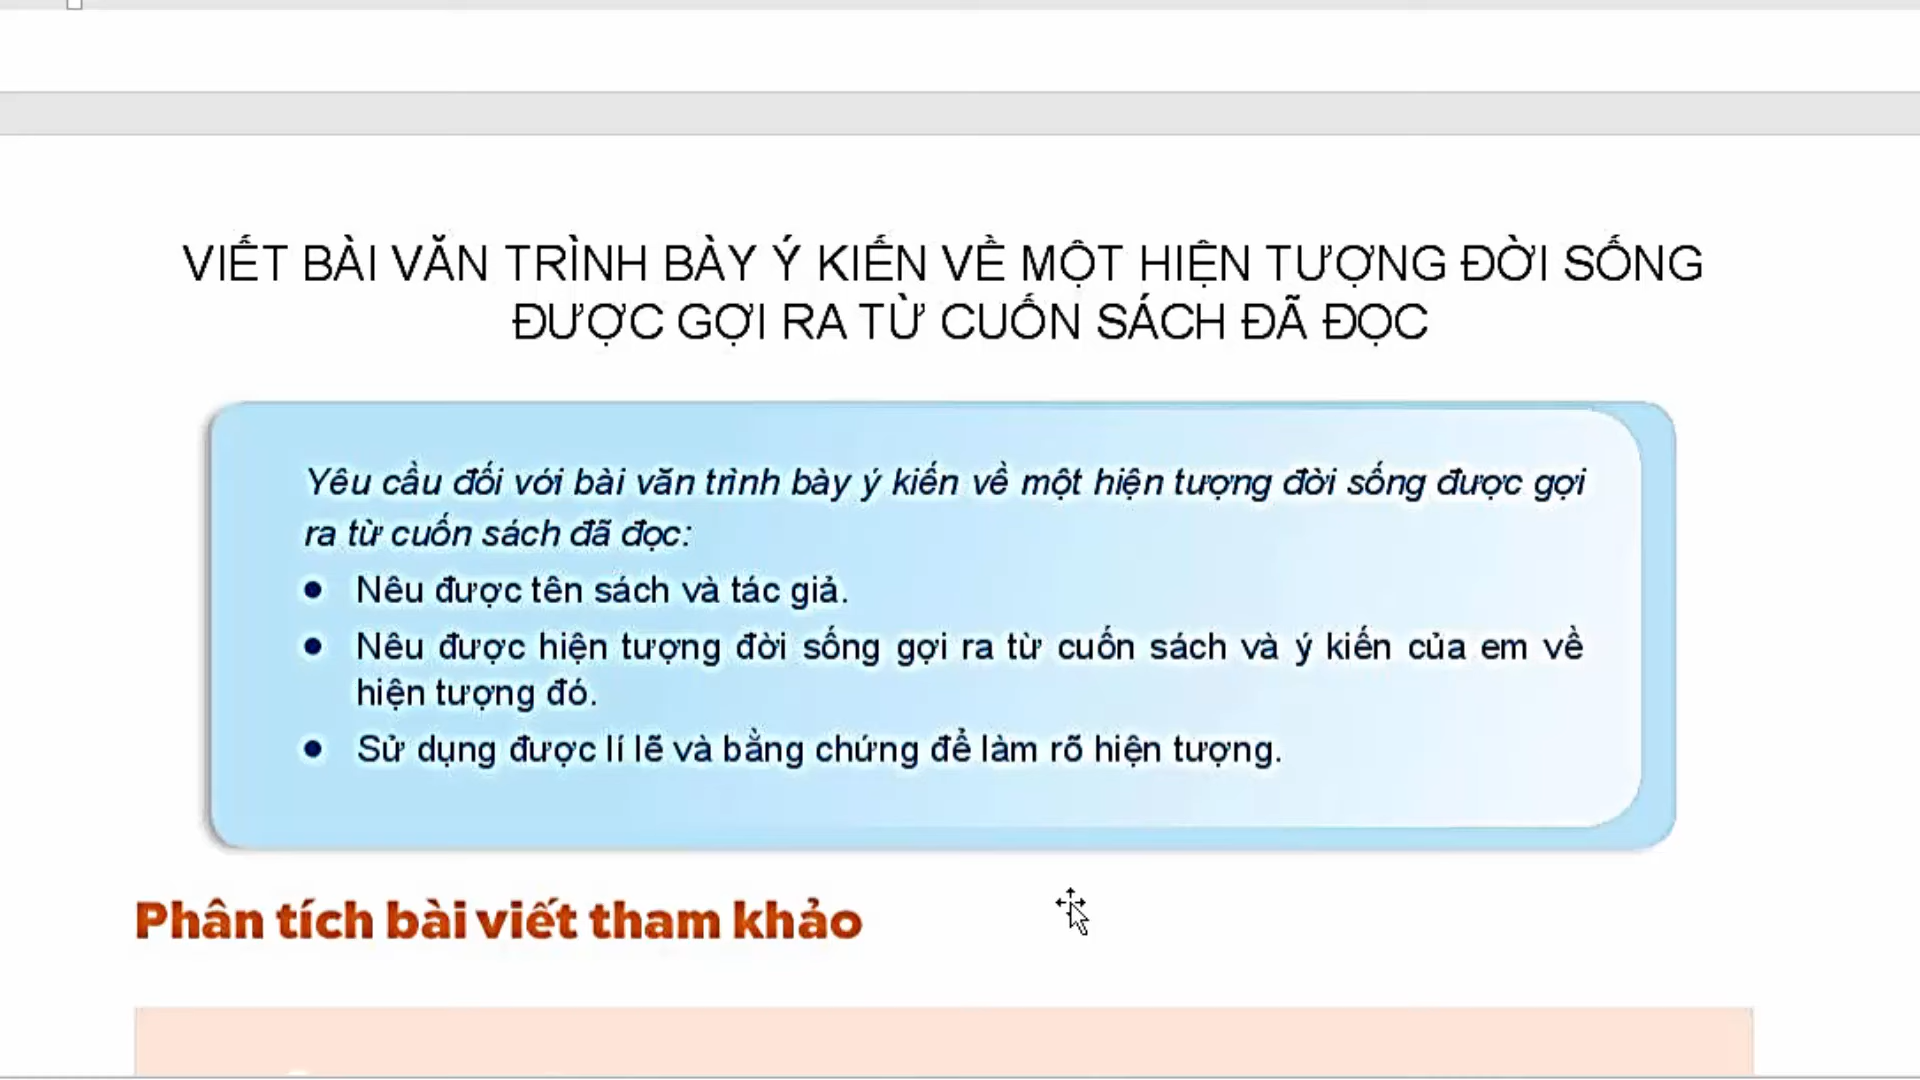 VIẾT BÀI VĂN TRÌNH BÀY Ý KIẾN VỀ MỘT HIỆN TƯỢNG ĐỜI SỐNG
ĐƯỢC GỢI RA TỪ CUỐN SÁCH ĐÃ ĐỌC
Yêu cầu đối với bài văn trình bày ý kiến về một hiện tượng đời sống được gợi
ra từ cuốn sách đã đọc:
● Nêu được tên sách và tác giả.
● Nêu được hiện tượng đời sống gợi ra từ cuốn sách và ý kiến của em về
hiện tượng đó.
● Sử dụng được lí lẽ và bằng chứng để làm rõ hiện tượng.
Phân tích bài viết tham khảo